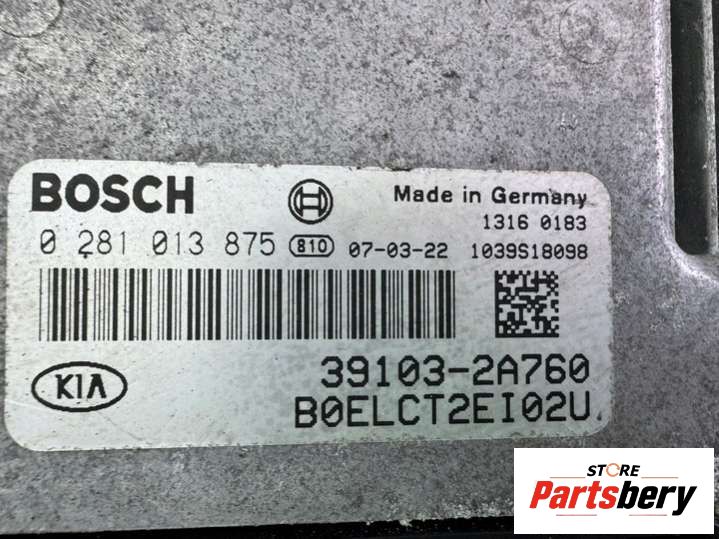 BOSCH
Made in Germany
1316 0183
0 281 013 875 810 07-03-22 1039S18098
KIA
39103-2A760
B0ELCT2EI02U
STORE
Partsbery